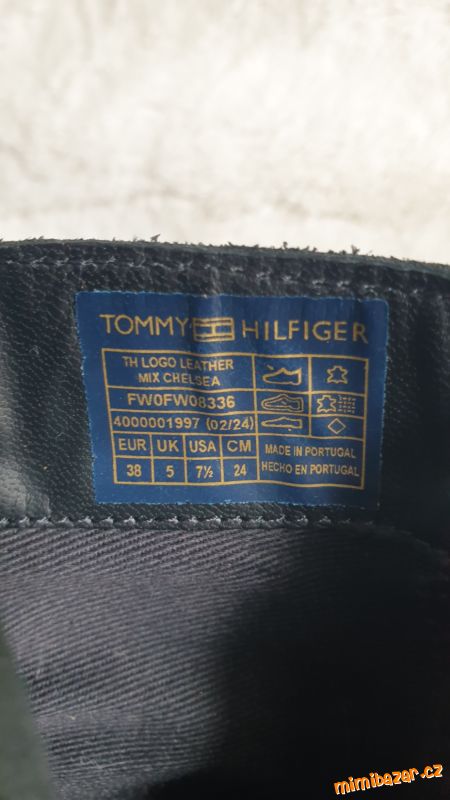 TOMMY HILFIGER
TH LOGO LEATHER
MIX CHELSEA
FW0FW08336
4000001997 (02/24)
EUR UK USA CM
38 5 7½ 24
MADE IN PORTUGAL
HECHO EN PORTUGAL
mimibazar.cz